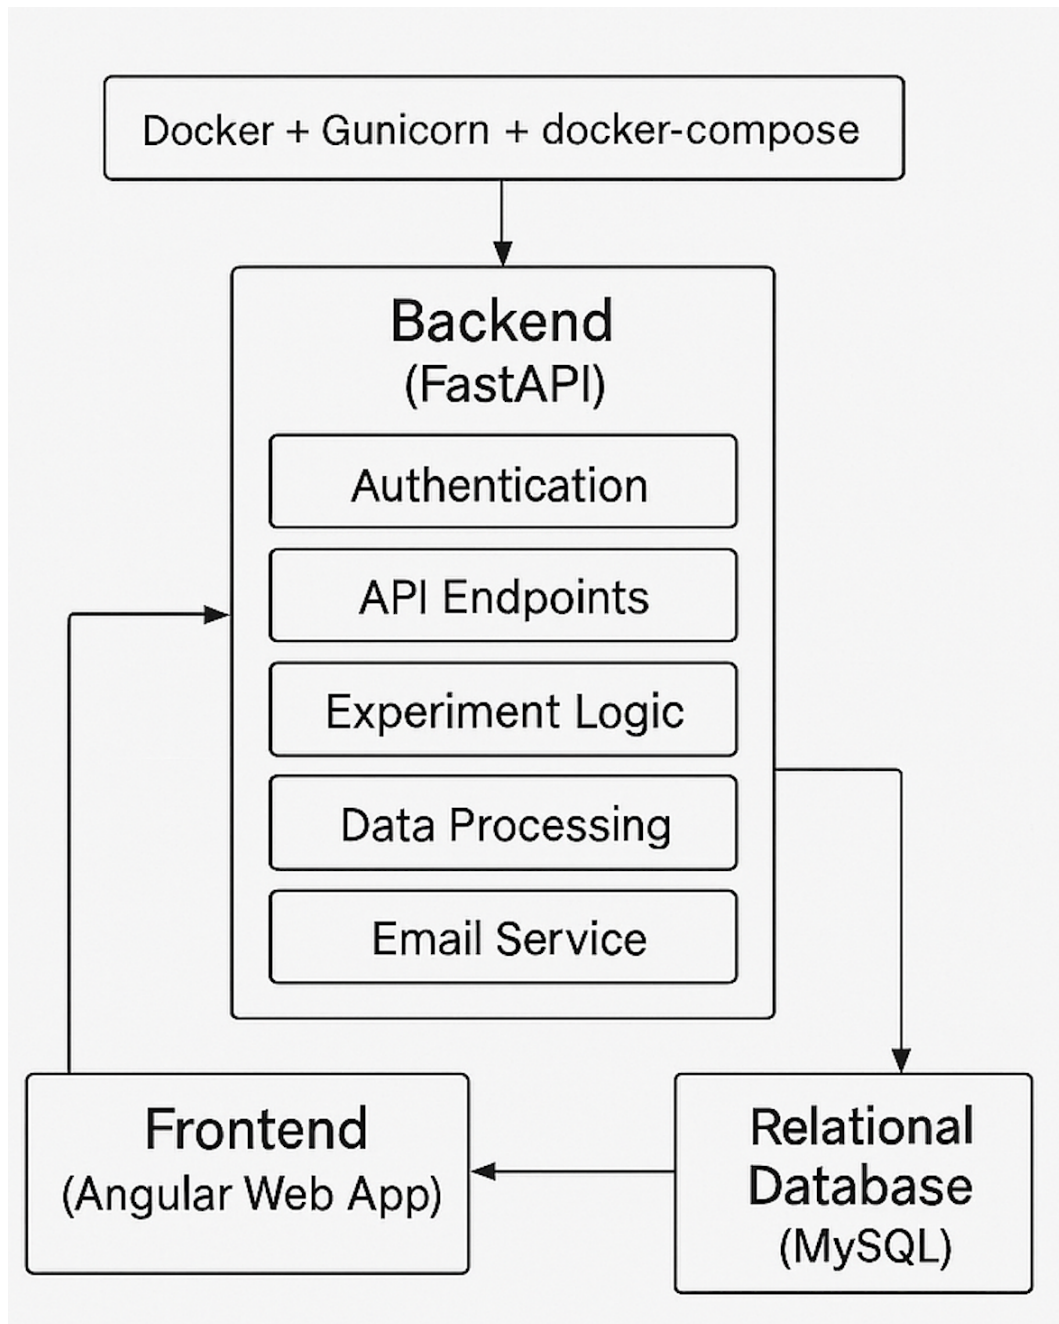 Docker + Gunicorn + docker-compose
Backend
(FastAPI)
Authentication
API Endpoints
Experiment Logic
Data Processing
Email Service
Frontend
(Angular Web App)
Relational
Database
(MySQL)